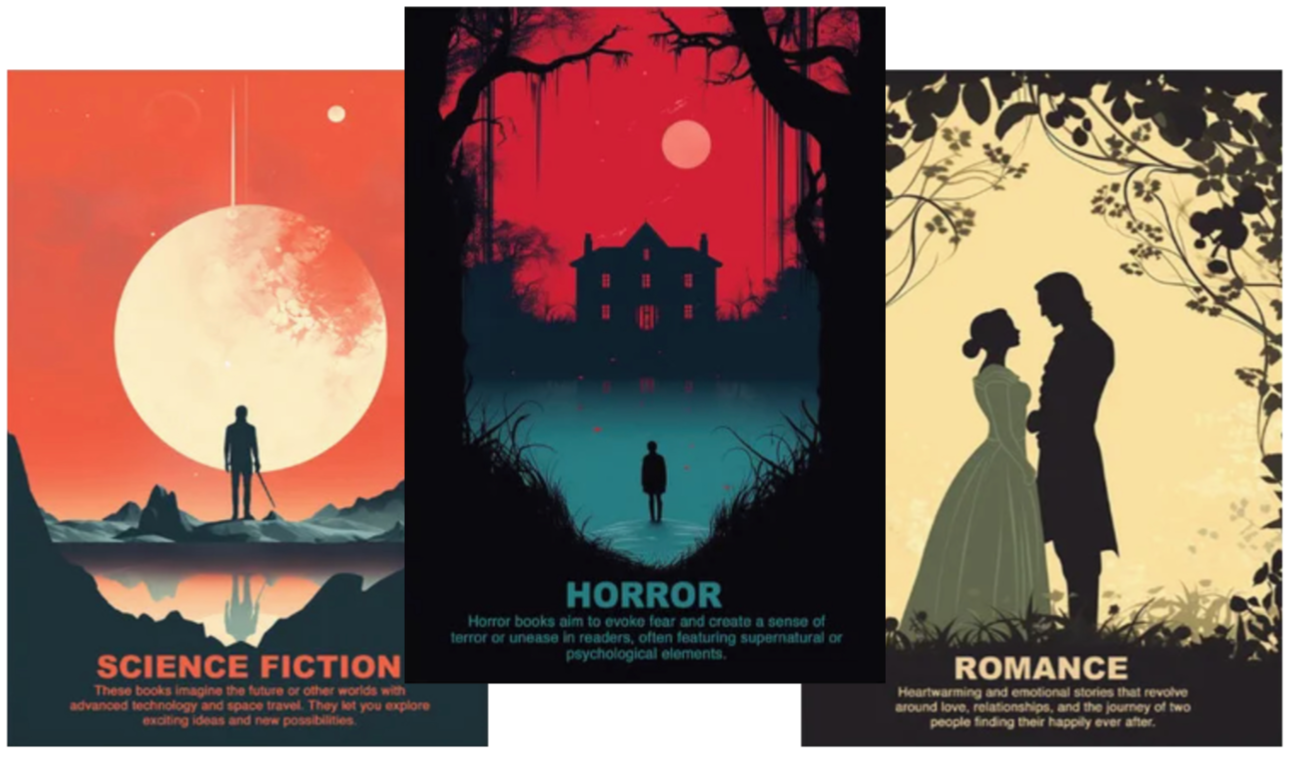 SCIENCE FICTION
These books imagine the future or other worlds with
advanced technology and space travel. They let you explore
exciting ideas and new possibilities.
HORROR
Horror books aim to evoke fear and create a sense of
terror or unease in readers, often featuring supernatural or
psychological elements.
ROMANCE
Heartwarming and emotional stories that revolve
around love, relationships, and the journey of two
people finding their happily ever after.